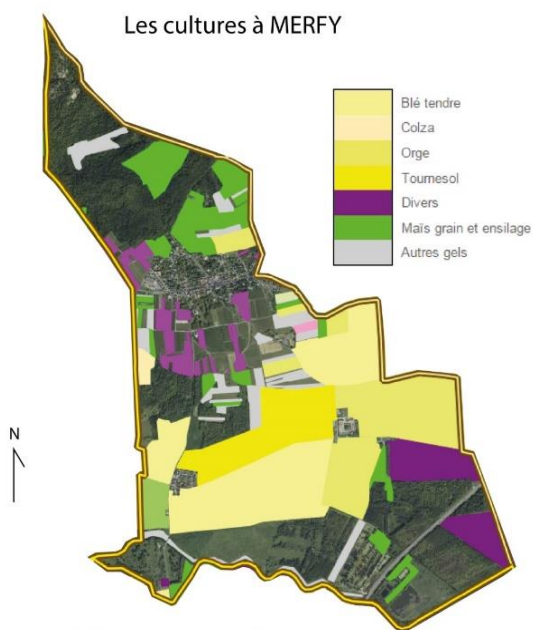 Les cultures à MERFY
Blé tendre
Colza
Orge
Tournesol
Divers
Maïs grain et ensilage
Autres gels
N